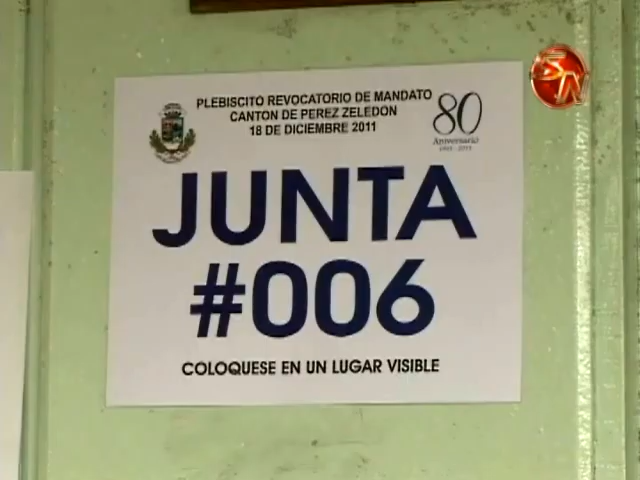 PLEBISCITO REVOCATORIO DE MANDATO
CANTON DE PEREZ ZELEDON
18 DE DICIEMBRE 2011
80
Aniversario
JUNTA
#006
COLOQUESE EN UN LUGAR VISIBLE